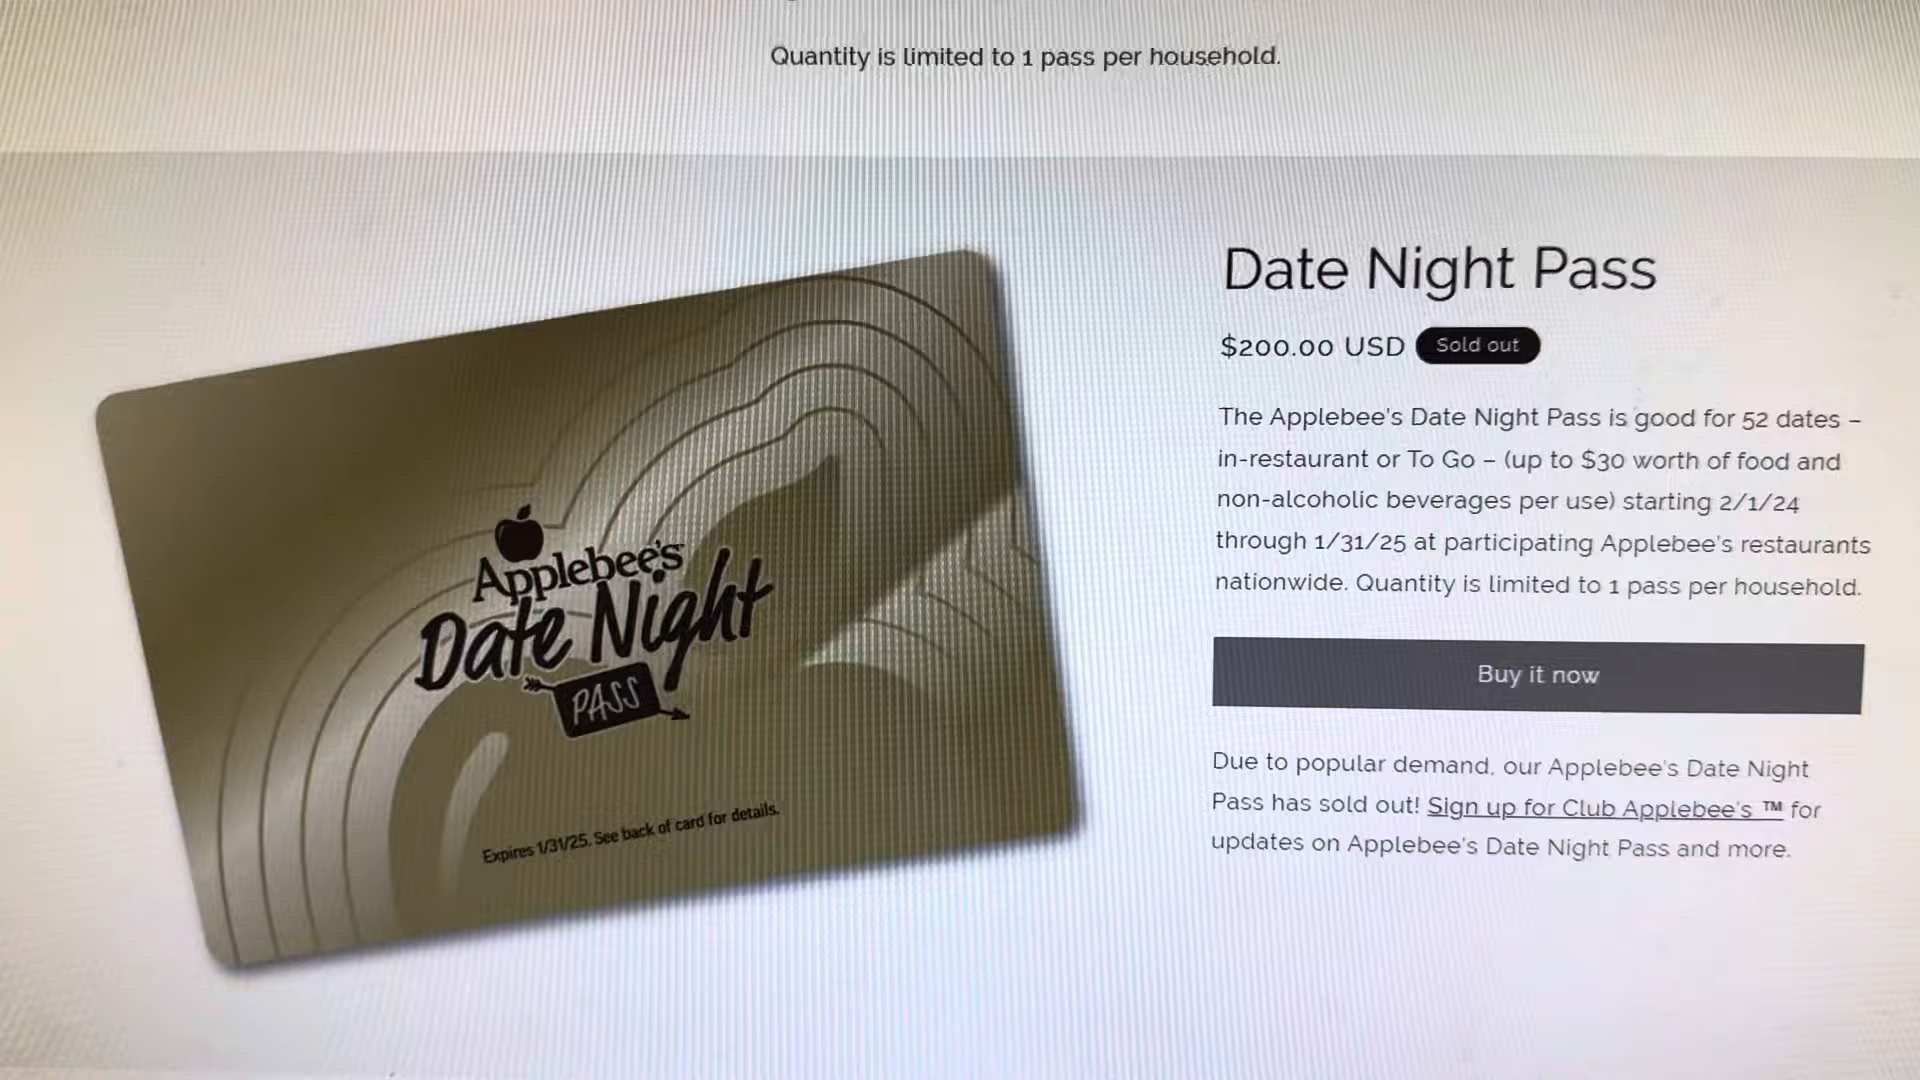 Quantity is limited to 1 pass per household.
Applebee's
Date Night
PASS
Expires 1/31/25. See back of card for details.
Date Night Pass
$200.00 USD Sold out
The Applebee's Date Night Pass is good for 52 dates –
in-restaurant or To Go – (up to $30 worth of food and
non-alcoholic beverages per use) starting 2/1/24
through 1/31/25 at participating Applebee's restaurants
nationwide. Quantity is limited to 1 pass per household.
Buy it now
Due to popular demand, our Applebee's Date Night
Pass has sold out! Sign up for Club Applebee's ™ for
updates on Applebee's Date Night Pass and more.